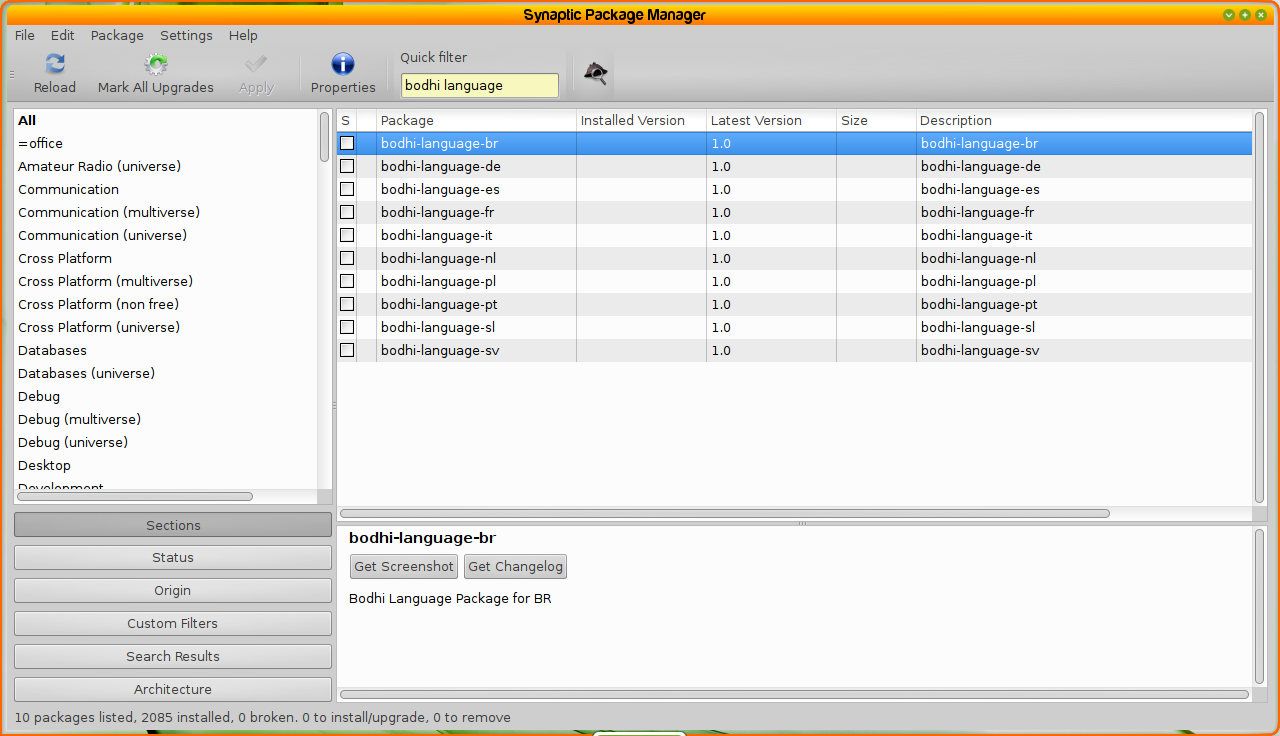 Synaptic Package Manager
File Edit Package Settings Help
Reload Mark All Upgrades Apply Properties Quick filter
bodhi language
All
=office
Amateur Radio (universe)
Communication
Communication (multiverse)
Communication (universe)
Cross Platform
Cross Platform (multiverse)
Cross Platform (non free)
Cross Platform (universe)
Databases
Databases (universe)
Debug
Debug (multiverse)
Debug (universe)
Desktop
Development
Sections
Status
Origin
Custom Filters
Search Results
Architecture
S Package Installed Version Latest Version Size Description
bodhi-language-br 1.0 bodhi-language-br
bodhi-language-de 1.0 bodhi-language-de
bodhi-language-es 1.0 bodhi-language-es
bodhi-language-fr 1.0 bodhi-language-fr
bodhi-language-it 1.0 bodhi-language-it
bodhi-language-nl 1.0 bodhi-language-nl
bodhi-language-pl 1.0 bodhi-language-pl
bodhi-language-pt 1.0 bodhi-language-pt
bodhi-language-sl 1.0 bodhi-language-sl
bodhi-language-sv 1.0 bodhi-language-sv
bodhi-language-br
Get Screenshot Get Changelog
Bodhi Language Package for BR
10 packages listed, 2085 installed, 0 broken. 0 to install/upgrade, 0 to remove